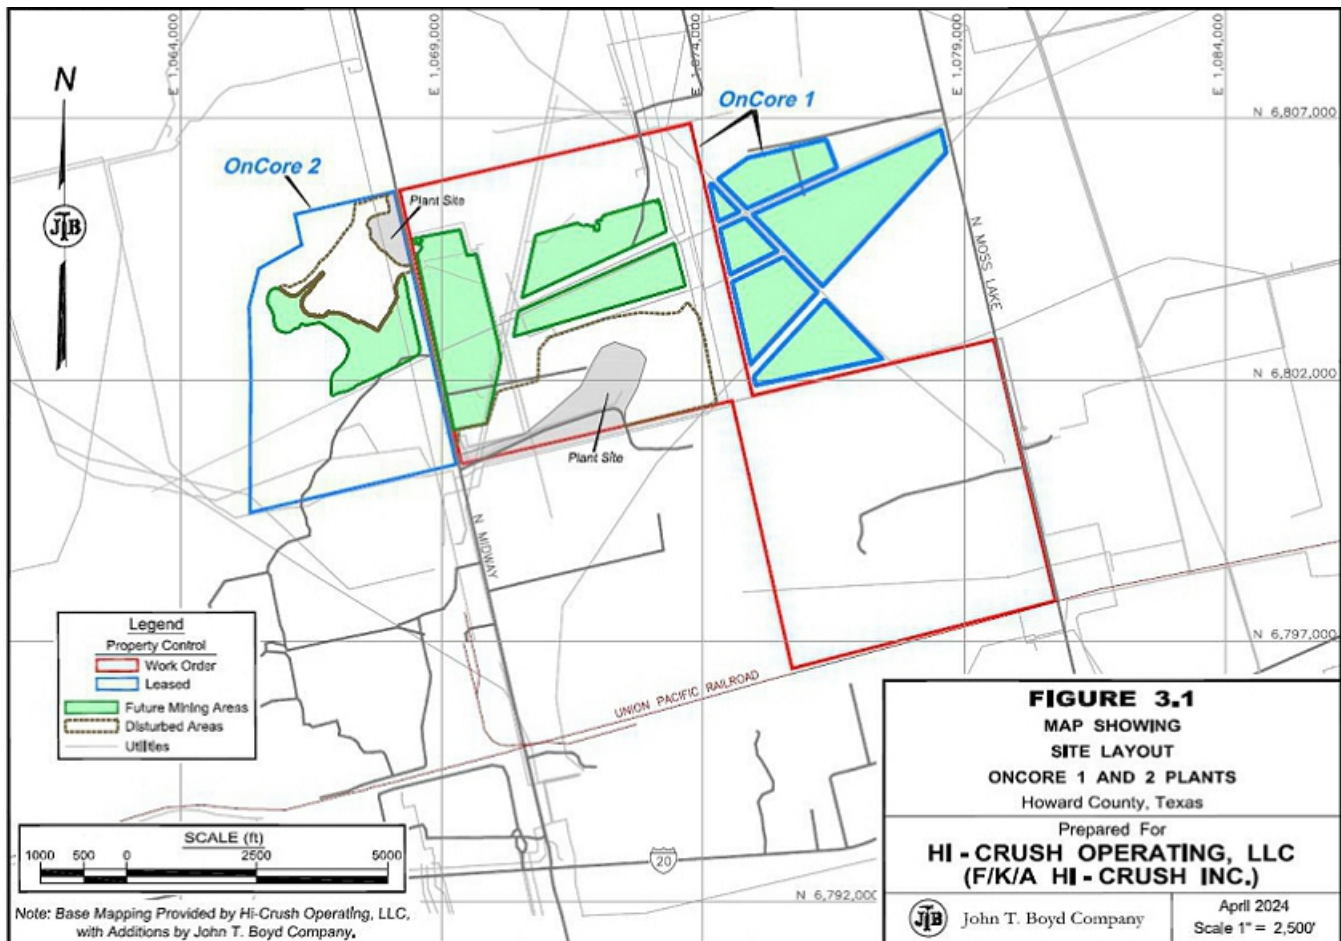 E 1,064,000
E 1,069,000
E 1,074,000
E 1,079,000
E 1,084,000
N
JTB
OnCore 1
OnCore 2
Plant Site
N 6,807,000
N MOSS LAKE
N 6,802,000
Plant Site
N MIDWAY
N 6,797,000
UNION PACIFIC RAILROAD
Legend
Property Control
Work Order
Leased
Future Mining Areas
Disturbed Areas
Utilities
SCALE (ft)
1000 500 0 2500 5000
20
N 6,792,000
Note: Base Mapping Provided by Hi-Crush Operating, LLC,
with Additions by John T. Boyd Company.
FIGURE 3.1
MAP SHOWING
SITE LAYOUT
ONCORE 1 AND 2 PLANTS
Howard County, Texas
Prepared For
HI - CRUSH OPERATING, LLC
(F/K/A HI - CRUSH INC.)
JTB
John T. Boyd Company
April 2024
Scale 1" = 2,500'